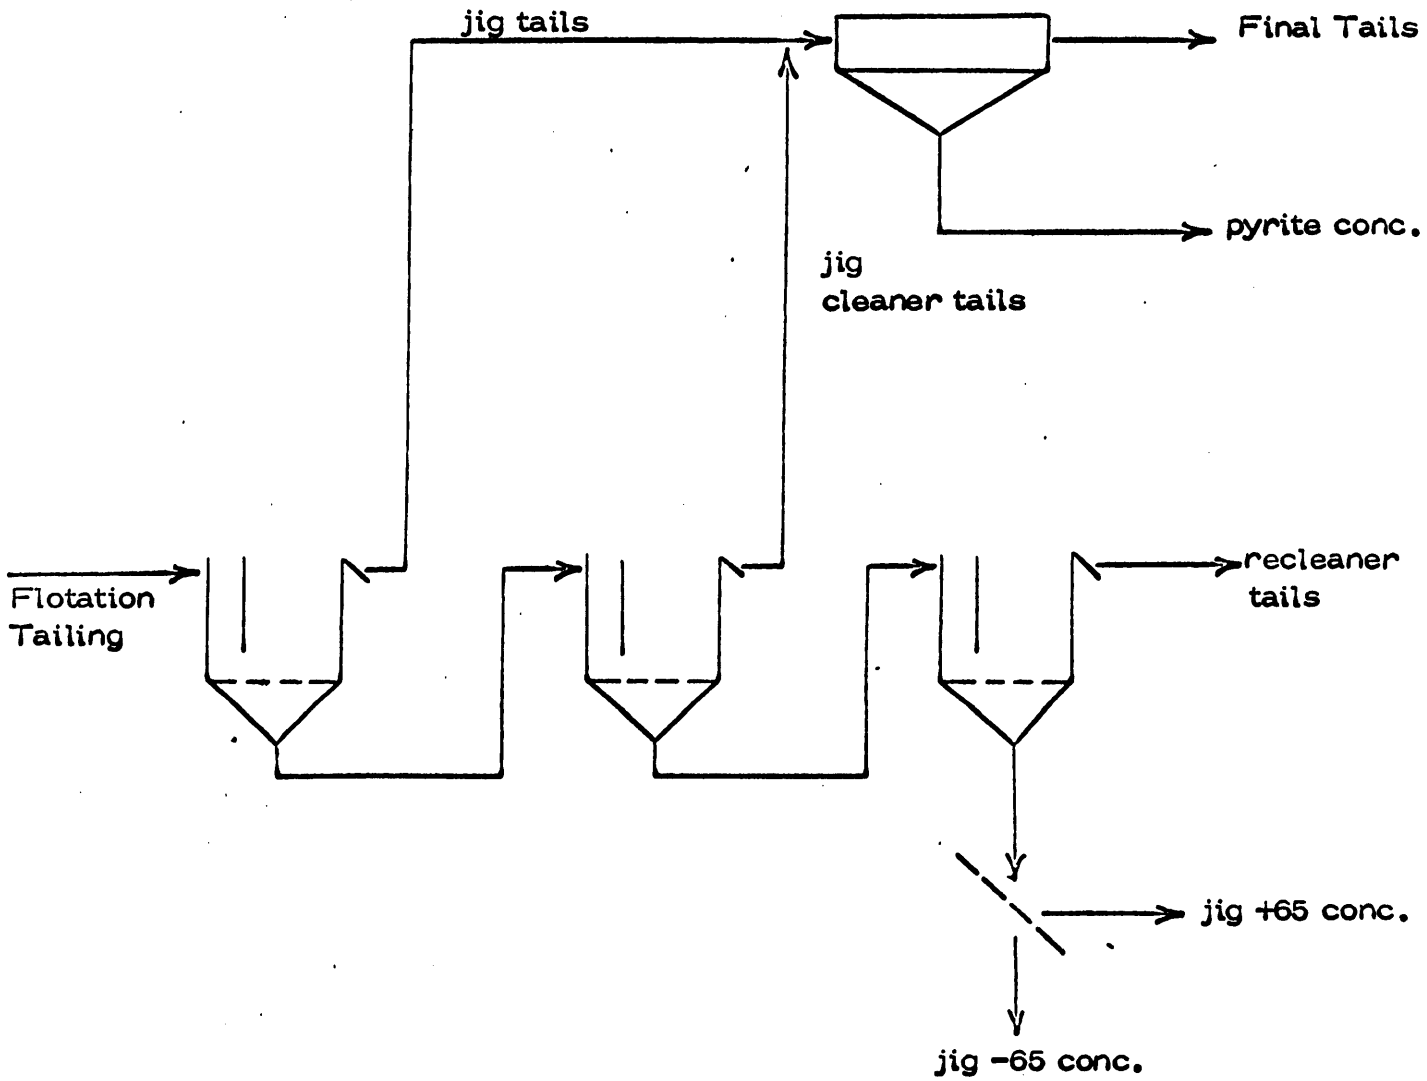 jig tails
Final Tails
pyrite conc.
jig
cleaner tails
Flotation
Tailing
recleaner
tails
jig +65 conc.
jig -65 conc.